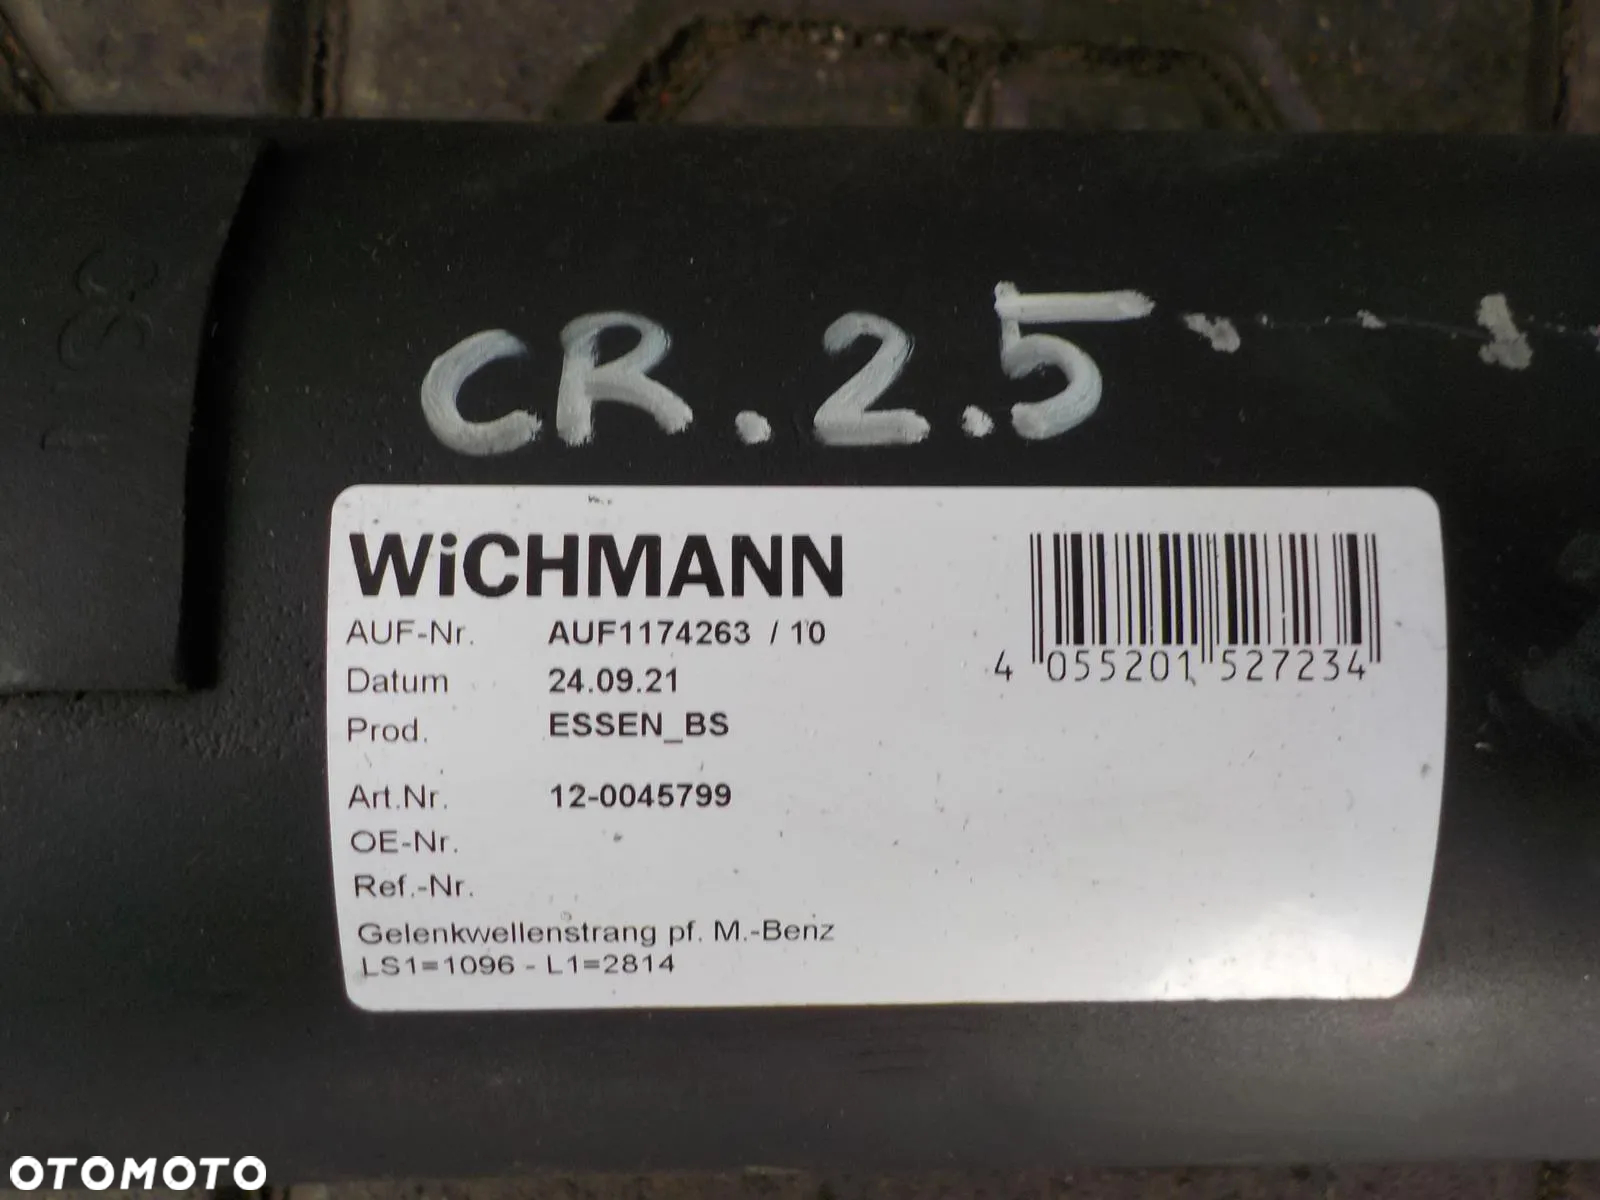 CR.2.5
WiCHMANN
AUF-Nr. AUF1174263 / 10
Datum 24.09.21
Prod. ESSEN_BS
Art.Nr. 12-0045799
OE-Nr.
Ref.-Nr.
Gelenkwellenstrang pf. M.-Benz
LS1=1096 - L1=2814
4 055201 527234
OTOMOTO